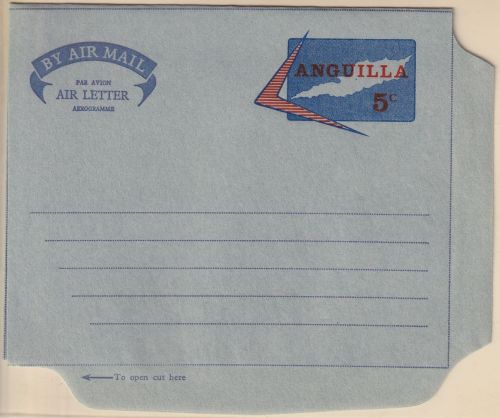 BY AIR MAIL
PAR AVION
AIR LETTER
AEROGRAMME
ANGUILLA
5c
To open cut here